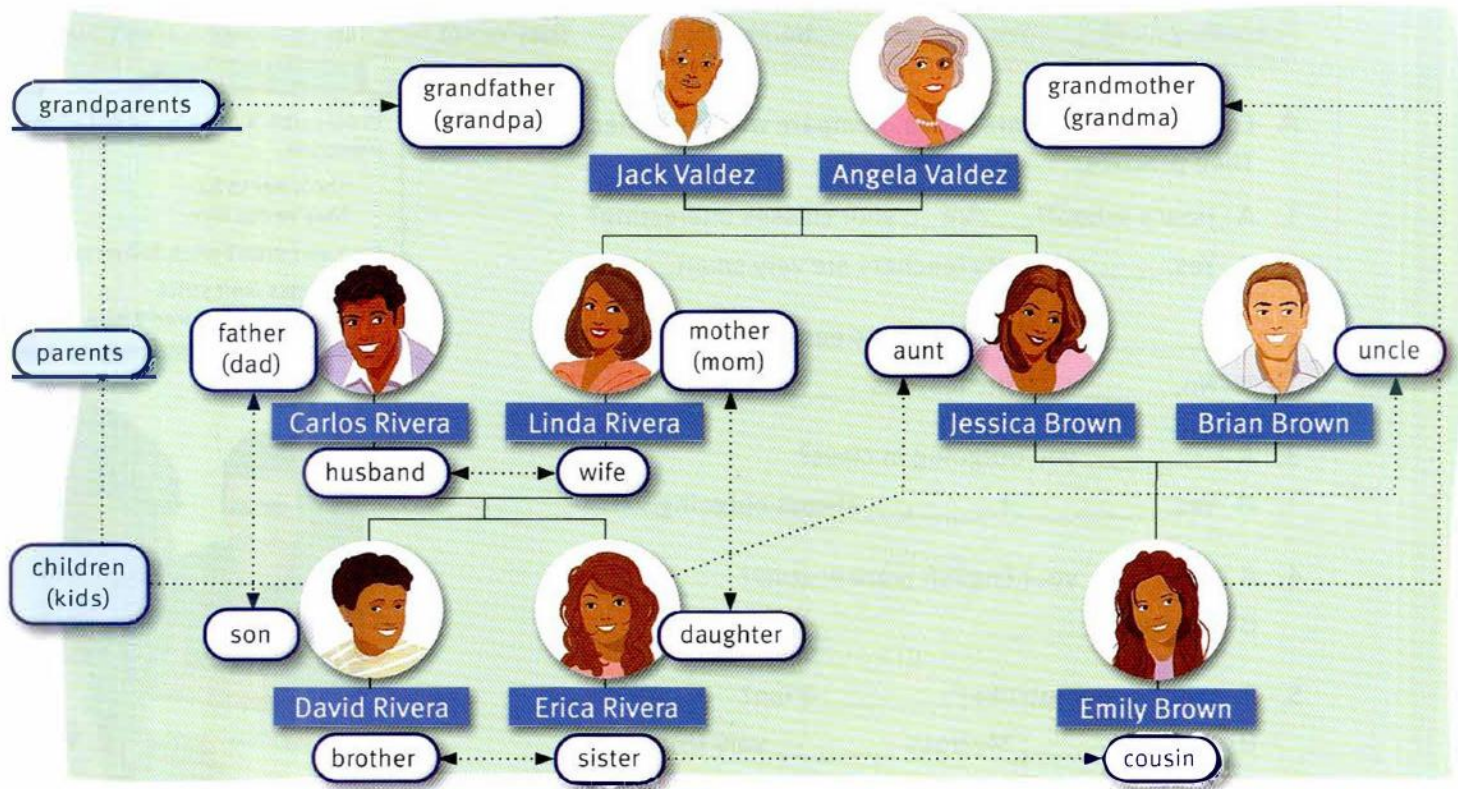 grandparents
grandfather
(grandpa)
grandmother
(grandma)
Jack Valdez
Angela Valdez
parents
father
(dad)
mother
(mom)
aunt
uncle
Carlos Rivera
Linda Rivera
Jessica Brown
Brian Brown
husband
wife
children
(kids)
son
daughter
David Rivera
Erica Rivera
Emily Brown
brother
sister
cousin